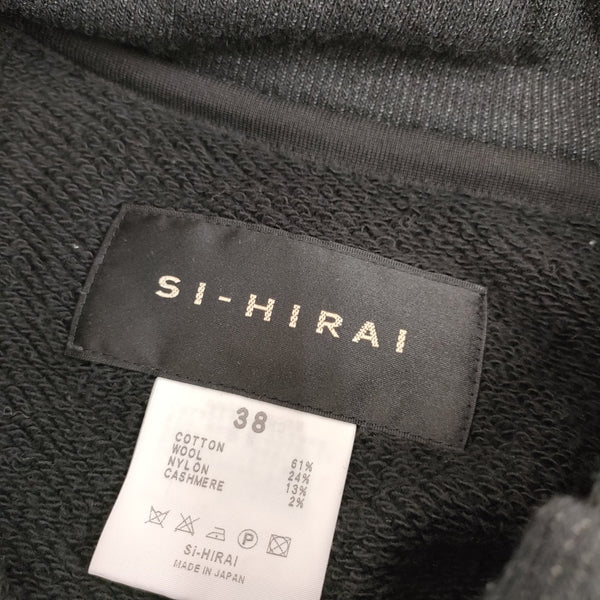 SI-HIRAI
38
COTTON 61%
WOOL 24%
NYLON 13%
CASHMERE 2%
Si-HIRAI
MADE IN JAPAN